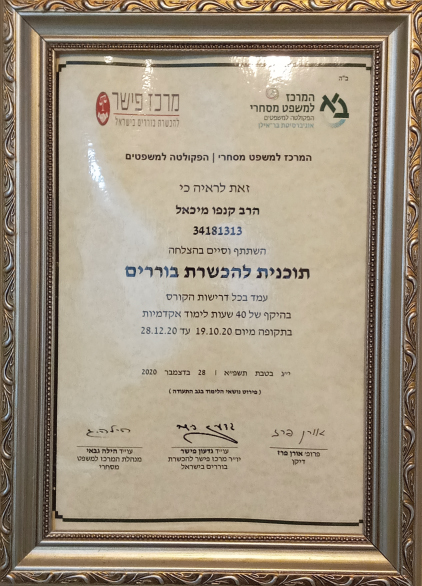 ב"ה
המרכז
למשפט מסחרי
הפקולטה למשפטים
אוניברסיטת בר-אילן
מרכז פישר
להכשרת בוררים בישראל
המרכז למשפט מסחרי | הפקולטה למשפטים
זאת לראיה כי
הרב קנפו מיכאל
34181313
השתתף וסיים בהצלחה
תוכנית להכשרת בוררים
עמד בכל דרישות הקורס
בהיקף של 40 שעות לימוד אקדמיות
בתקופה מיום 19.10.20 עד 28.12.20
י"ג בטבת תשפ"א | 28 בדצמבר 2020
( פירוט נושאי הלימוד בגב התעודה )
פרופ' אורן פרז
דיקן
עו"ד גדעון פישר
יו"ר מרכז פישר להכשרת
בוררים בישראל
עו"ד הילה גבאי
מנהלת המרכז למשפט
מסחרי